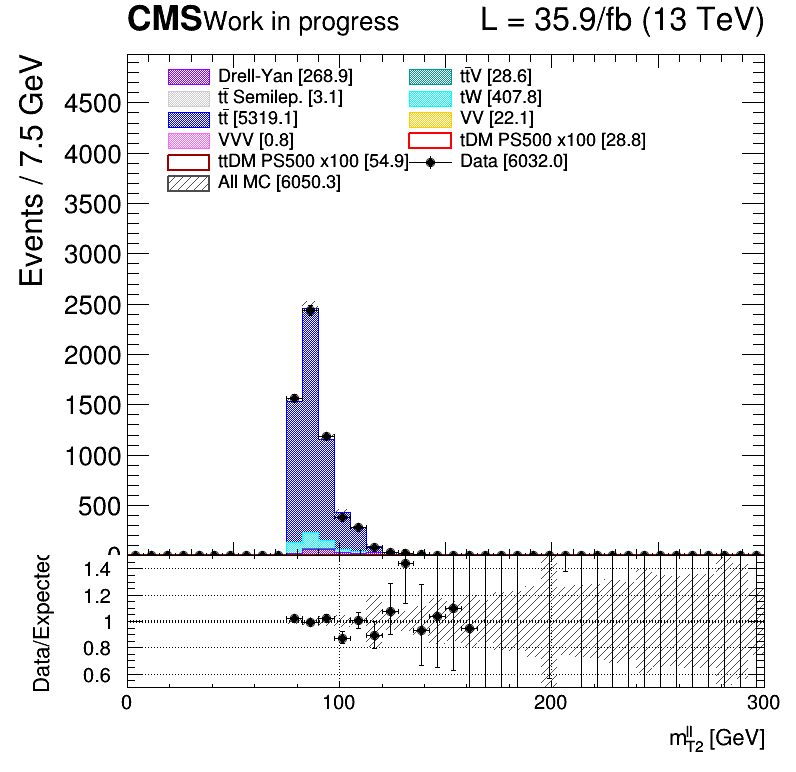 CMS Work in progress L = 35.9/fb (13 TeV)
Events / 7.5 GeV
Drell-Yan [268.9] tt̄V [28.6]
tt̄ Semilep. [3.1] tW [407.8]
tt̄ [5319.1] VV [22.1]
VVV [0.8] tDM PS500 x100 [28.8]
ttDM PS500 x100 [54.9] Data [6032.0]
All MC [6050.3]
4500
4000
3500
3000
2500
2000
1500
1000
500
0
Data/Expected
1.4
1.2
1
0.8
0.6
0 100 200 300
m_{T2}^{ll} [GeV]